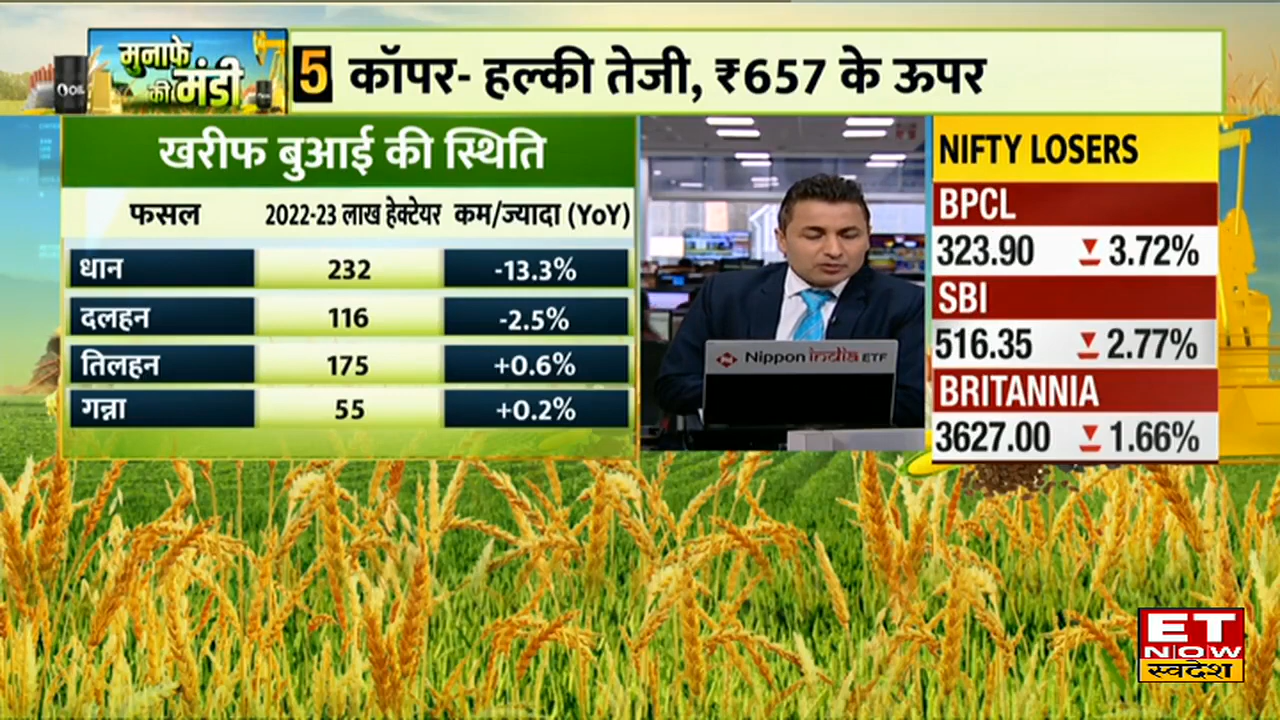 मुनाफे
की मंडी
OIL
5 कॉपर- हल्की तेजी, ₹657 के ऊपर
खरीफ बुआई की स्थिति
फसल 2022-23 लाख हेक्टेयर कम/ज्यादा (YoY)
धान 232 -13.3%
दलहन 116 -2.5%
तिलहन 175 +0.6%
गन्ना 55 +0.2%
Nippon india ETF
NIFTY LOSERS
BPCL
323.90 3.72%
SBI
516.35 2.77%
BRITANNIA
3627.00 1.66%
ET
NOW
स्वदेश